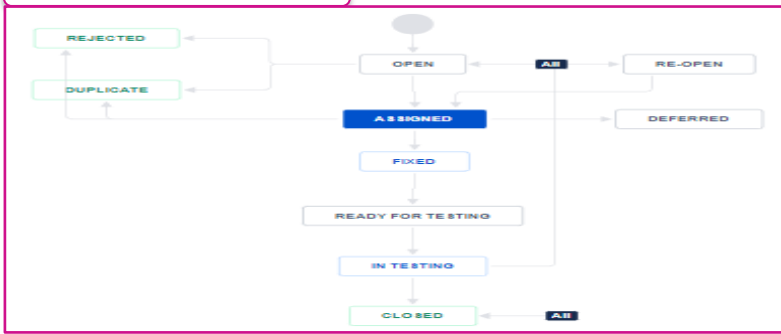 REJECTED
OPEN
All
RE-OPEN
DUPLICATE
ASSIGNED
DEFERRED
FIXED
READY FOR TESTING
IN TESTING
CLOSED
All